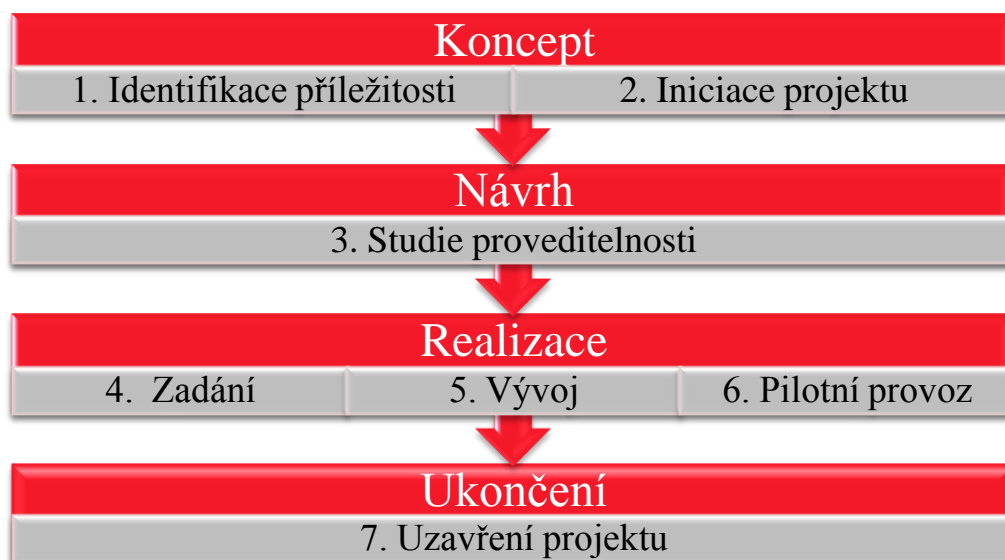 Koncept
1. Identifikace příležitosti 2. Iniciace projektu
Návrh
3. Studie proveditelnosti
Realizace
4. Zadání 5. Vývoj 6. Pilotní provoz
Ukončení
7. Uzavření projektu